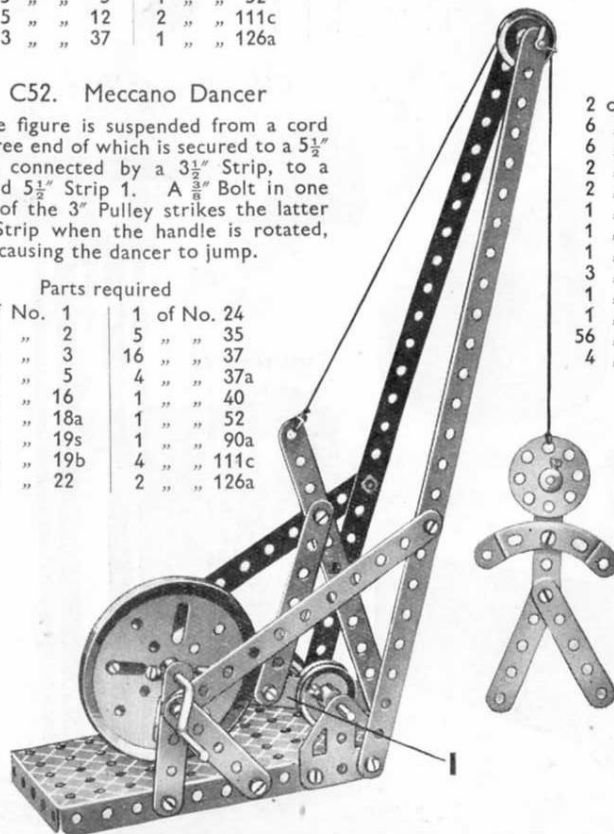 5 „ „ 12 2 „ „ 111c
3 „ „ 37 1 „ „ 126a
C52. Meccano Dancer
figure is suspended from a cord
end of which is secured to a 5½″
connected by a 3½″ Strip, to a
5½″ Strip 1. A ⅜″ Bolt in one
of the 3″ Pulley strikes the latter
Strip when the handle is rotated,
causing the dancer to jump.
Parts required
No. 1 1 of No. 24
„ 2 5 „ „ 35
„ 3 16 „ „ 37
„ 5 4 „ „ 37a
„ 16 1 „ „ 40
„ 18a 1 „ „ 52
„ 19s 1 „ „ 90a
„ 19b 4 „ „ 111c
„ 22 2 „ „ 126a
2
6
6
2
2
1
1
1
3
1
1
56
4
1